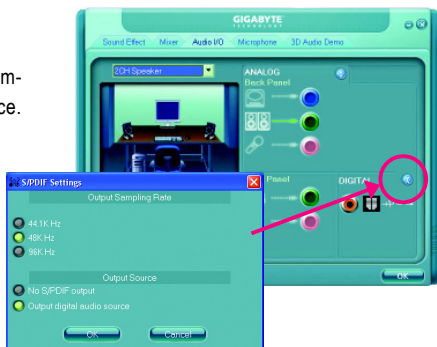 GIGABYTE
TECHNOLOGY
Sound Effect Mixer Audio I/O Microphone 3D Audio Demo
m-
ce.
2CH Speaker
ANALOG
Back Panel
Panel
DIGITAL
OK
S/PDIF Settings
Output Sampling Rate
44.1K Hz
48K Hz
96K Hz
Output Source
No S/PDIF output
Output digital audio source
OK Cancel